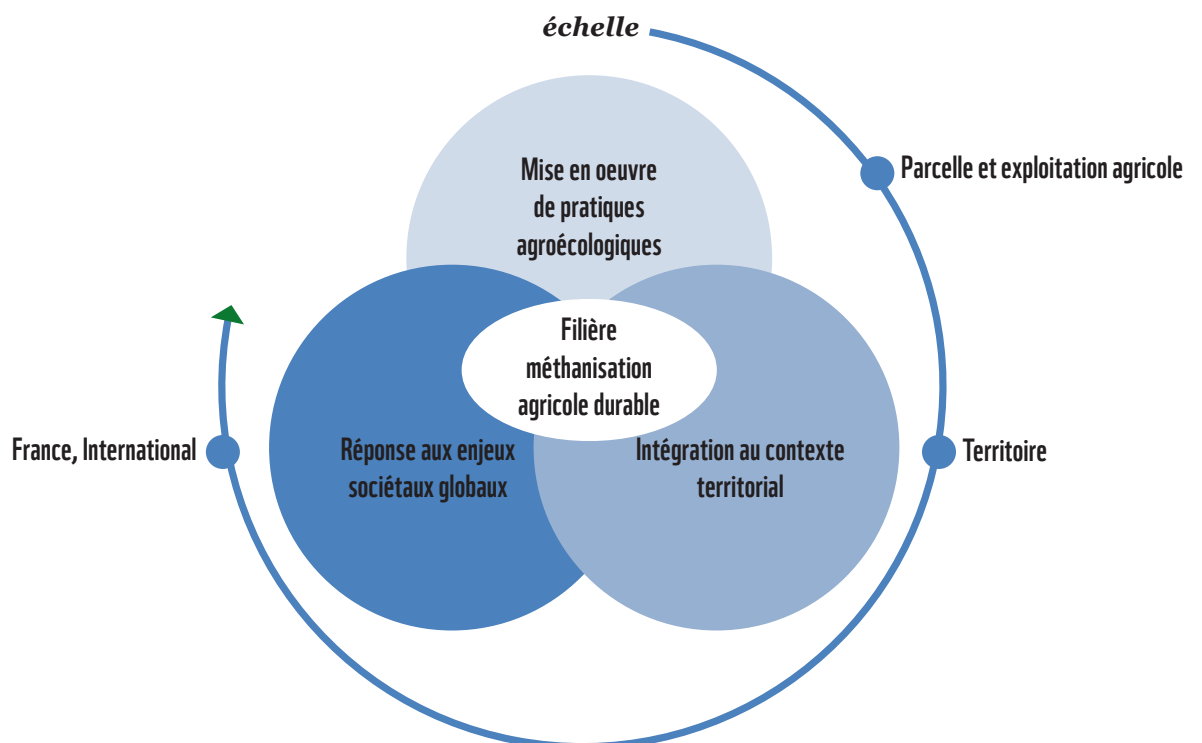 échelle
Mise en oeuvre
de pratiques
agroécologiques
Parcelle et exploitation agricole
Filière
méthanisation
agricole durable
France, International
Réponse aux enjeux
sociétaux globaux
Intégration au contexte
territorial
Territoire